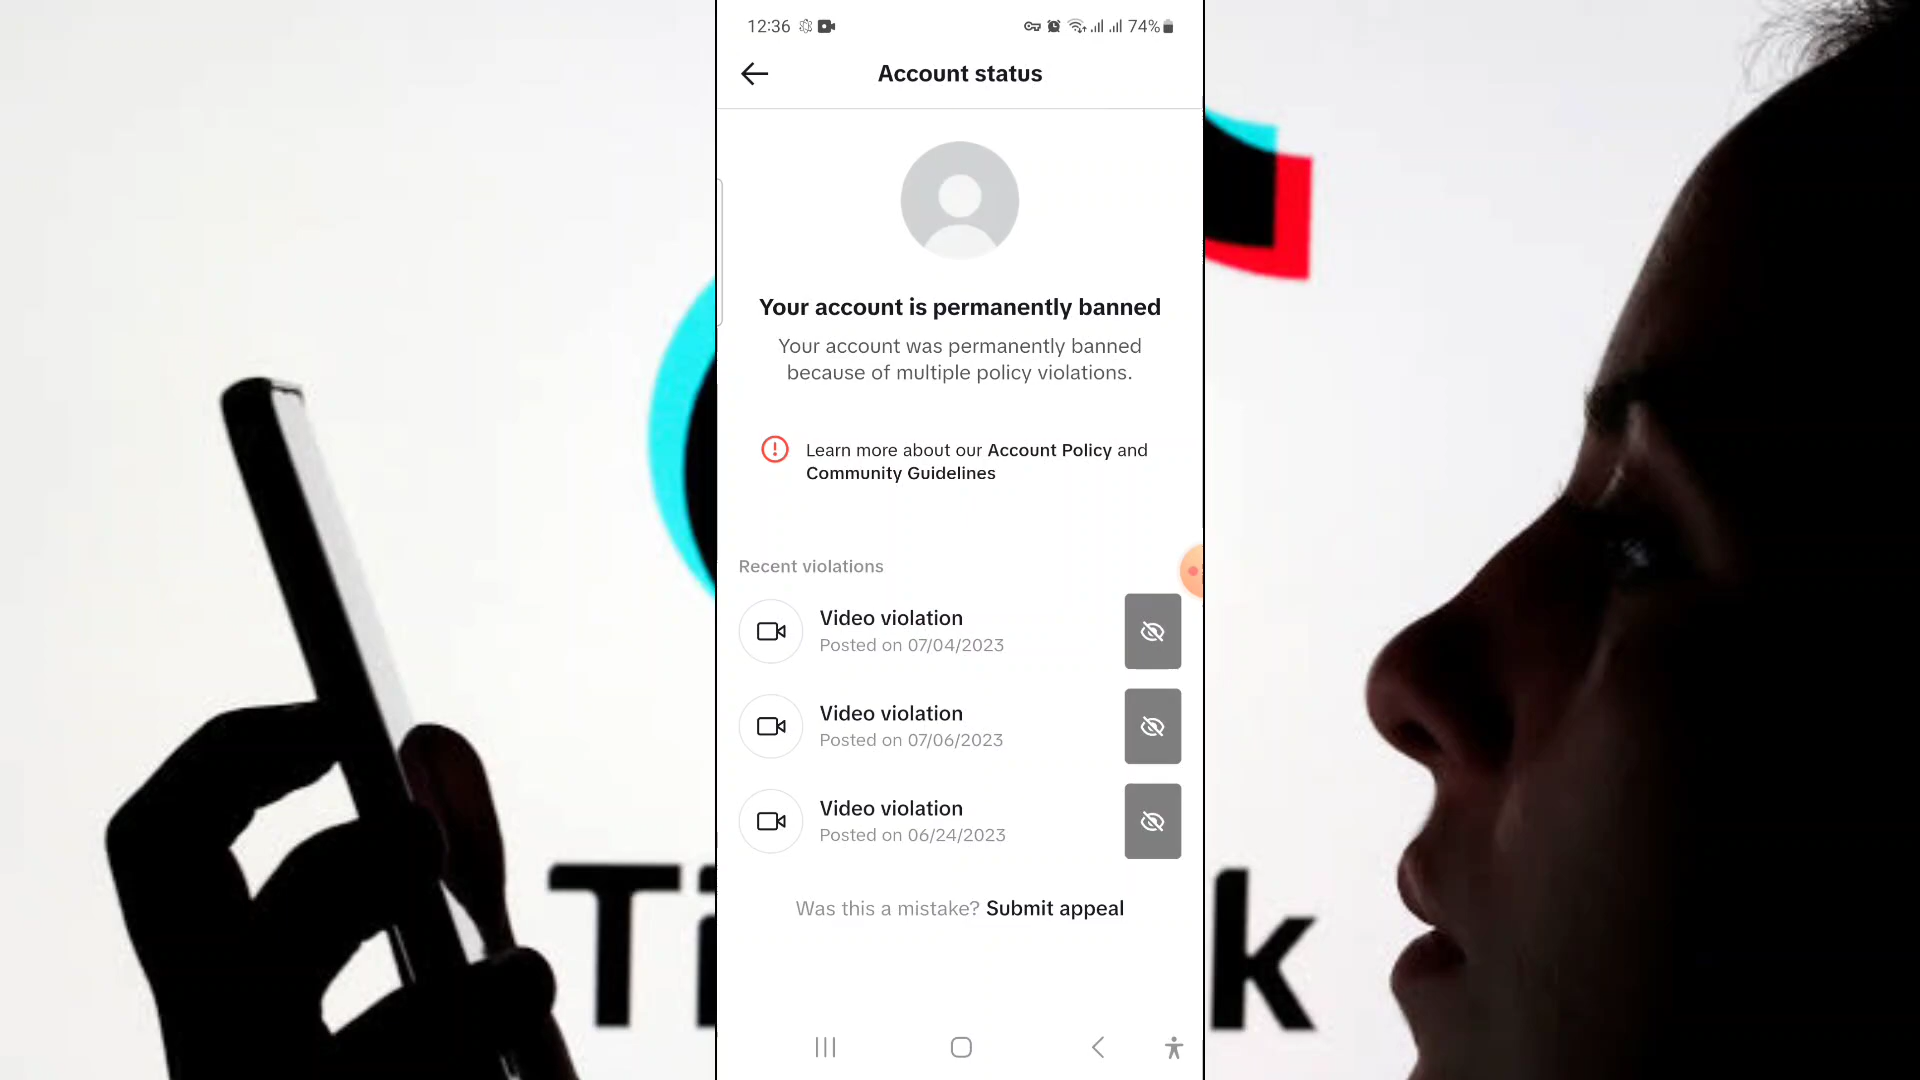 12:36
74%
Account status
Your account is permanently banned
Your account was permanently banned
because of multiple policy violations.
Learn more about our Account Policy and
Community Guidelines
Recent violations
Video violation
Posted on 07/04/2023
Video violation
Posted on 07/06/2023
Video violation
Posted on 06/24/2023
Was this a mistake? Submit appeal
Ti k